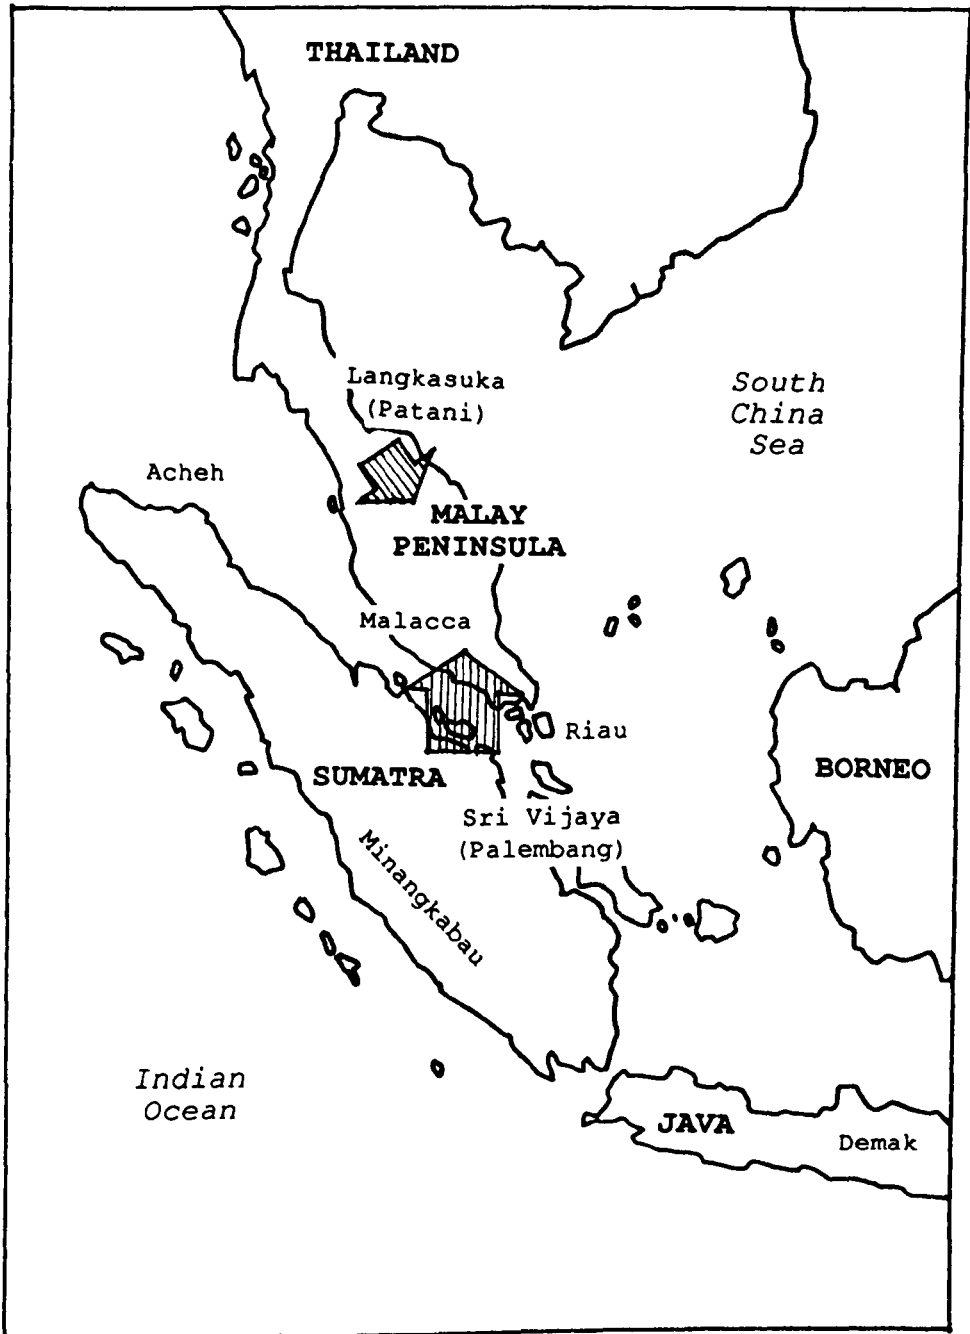 THAILAND
Langkasuka
(Patani)
South
China
Sea
Acheh
MALAY
PENINSULA
Malacca
Riau
SUMATRA
BORNEO
Sri Vijaya
(Palembang)
Minangkabau
Indian
Ocean
JAVA
Demak